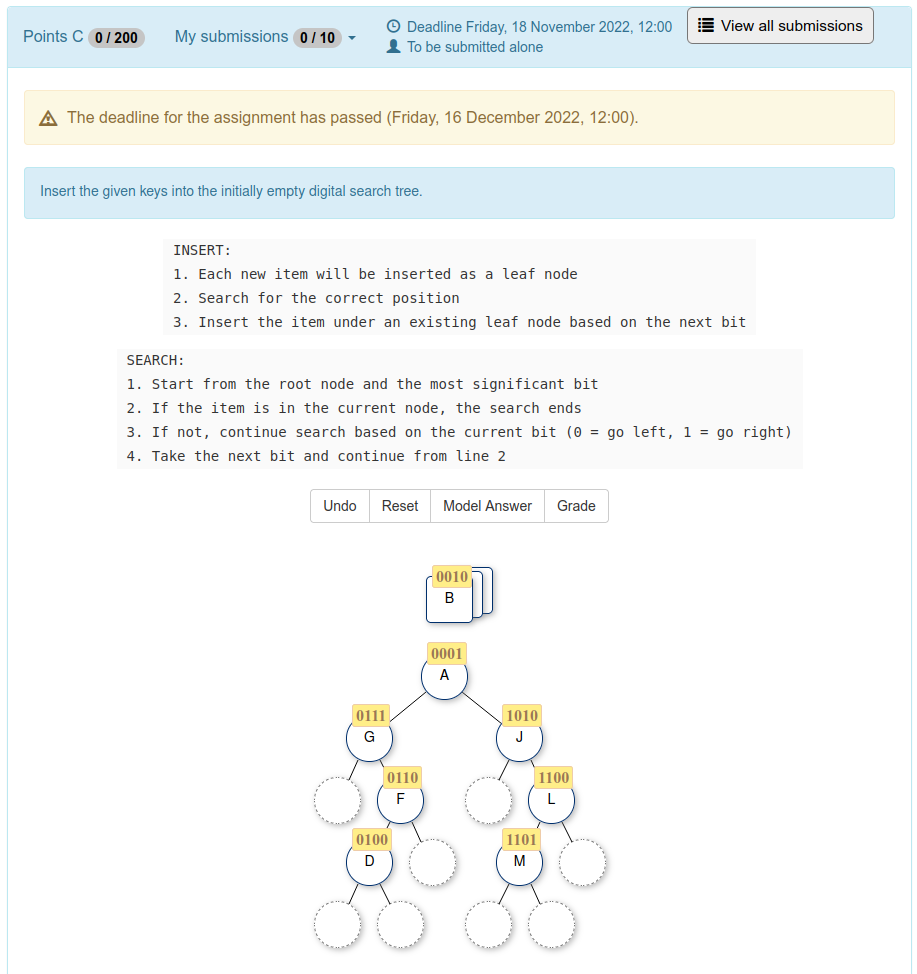 Points C 0 / 200 My submissions 0 / 10 Deadline Friday, 18 November 2022, 12:00 View all submissions
To be submitted alone
The deadline for the assignment has passed (Friday, 16 December 2022, 12:00).
Insert the given keys into the initially empty digital search tree.
INSERT:
1. Each new item will be inserted as a leaf node
2. Search for the correct position
3. Insert the item under an existing leaf node based on the next bit
SEARCH:
1. Start from the root node and the most significant bit
2. If the item is in the current node, the search ends
3. If not, continue search based on the current bit (0 = go left, 1 = go right)
4. Take the next bit and continue from line 2
Undo Reset Model Answer Grade
0010
B
0001
A
0111 1010
G J
0110 1100
F L
0100 1101
D M